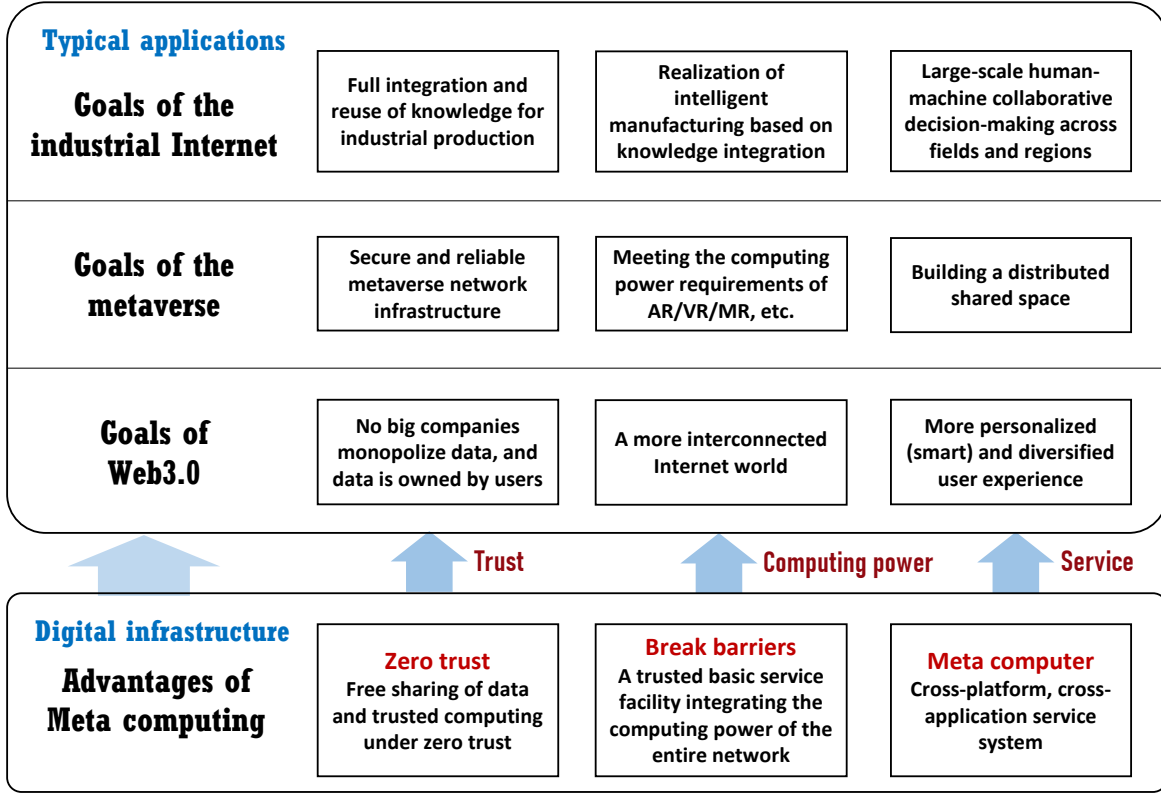 Typical applications
Goals of the
industrial Internet
Full integration and
reuse of knowledge for
industrial production
Realization of
intelligent
manufacturing based on
knowledge integration
Large-scale human-
machine collaborative
decision-making across
fields and regions
Goals of the
metaverse
Secure and reliable
metaverse network
infrastructure
Meeting the computing
power requirements of
AR/VR/MR, etc.
Building a distributed
shared space
Goals of
Web3.0
No big companies
monopolize data, and
data is owned by users
A more interconnected
Internet world
More personalized
(smart) and diversified
user experience
Trust
Computing power
Service
Digital infrastructure
Advantages of
Meta computing
Zero trust
Free sharing of data
and trusted computing
under zero trust
Break barriers
A trusted basic service
facility integrating the
computing power of the
entire network
Meta computer
Cross-platform, cross-
application service
system